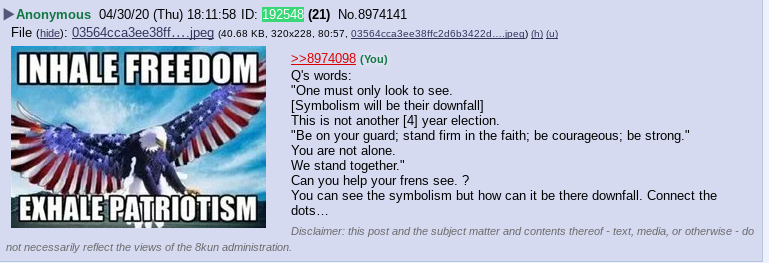 Anonymous 04/30/20 (Thu) 18:11:58 ID: 192548 (21) No.8974141
File (hide): 03564cca3ee38ff….jpeg (40.68 KB, 320x228, 80:57, 03564cca3ee38ffc2d6b3422d….jpeg) (h) (u)
INHALE FREEDOM
EXHALE PATRIOTISM
>>8974098 (You)
Q's words:
"One must only look to see.
[Symbolism will be their downfall]
This is not another [4] year election.
"Be on your guard; stand firm in the faith; be courageous; be strong."
You are not alone.
We stand together."
Can you help your frens see. ?
You can see the symbolism but how can it be there downfall. Connect the
dots…
Disclaimer: this post and the subject matter and contents thereof - text, media, or otherwise - do
not necessarily reflect the views of the 8kun administration.